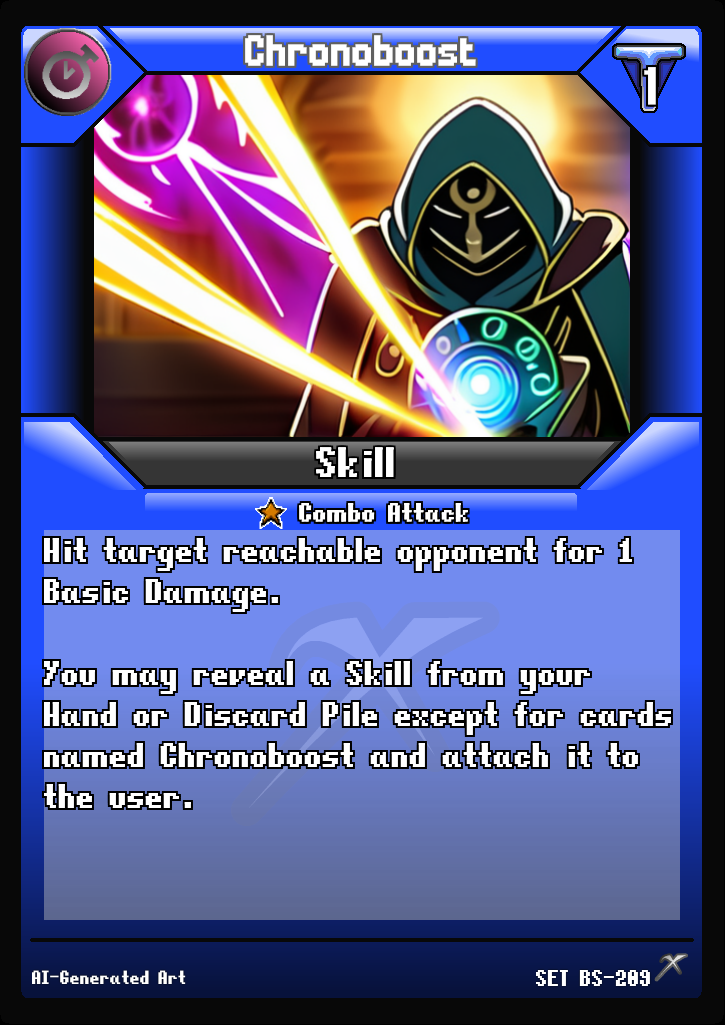 Chronoboost
1
Skill
Combo Attack
Hit target reachable opponent for 1
Basic Damage.
You may reveal a Skill from your
Hand or Discard Pile except for cards
named Chronoboost and attach it to
the user.
AI-Generated Art
SET BS-209